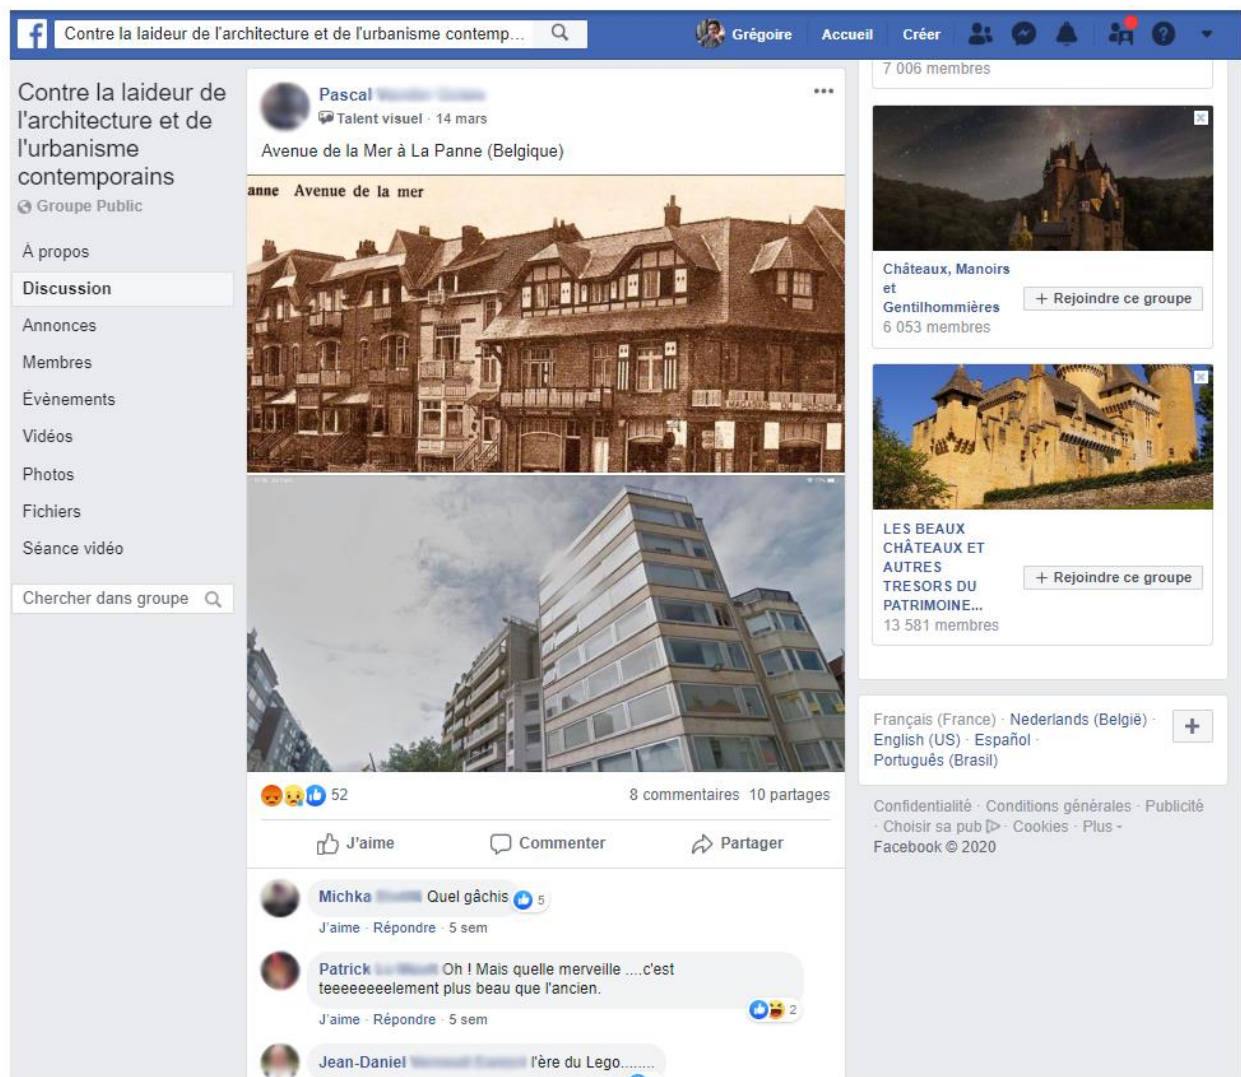 Contre la laideur de l'architecture et de l'urbanisme contemp...
Grégoire
Accueil
Créer
Contre la laideur de
l'architecture et de
l'urbanisme
contemporains
Groupe Public
À propos
Discussion
Annonces
Membres
Évènements
Vidéos
Photos
Fichiers
Séance vidéo
Chercher dans groupe
Pascal
Talent visuel · 14 mars
Avenue de la Mer à La Panne (Belgique)
anne Avenue de la mer
52
8 commentaires 10 partages
J'aime
Commenter
Partager
Michka Quel gâchis
5
J'aime · Répondre · 5 sem
Patrick Oh ! Mais quelle merveille ....c'est
teeeeeeeelement plus beau que l'ancien.
2
J'aime · Répondre · 5 sem
Jean-Daniel l'ère du Lego........
7 006 membres
Châteaux, Manoirs
et
Gentilhommières
6 053 membres
+ Rejoindre ce groupe
LES BEAUX
CHÂTEAUX ET
AUTRES
TRESORS DU
PATRIMOINE...
13 581 membres
+ Rejoindre ce groupe
Français (France) · Nederlands (België) ·
English (US) · Español ·
Português (Brasil)
Confidentialité · Conditions générales · Publicité
· Choisir sa pub · Cookies · Plus
Facebook © 2020